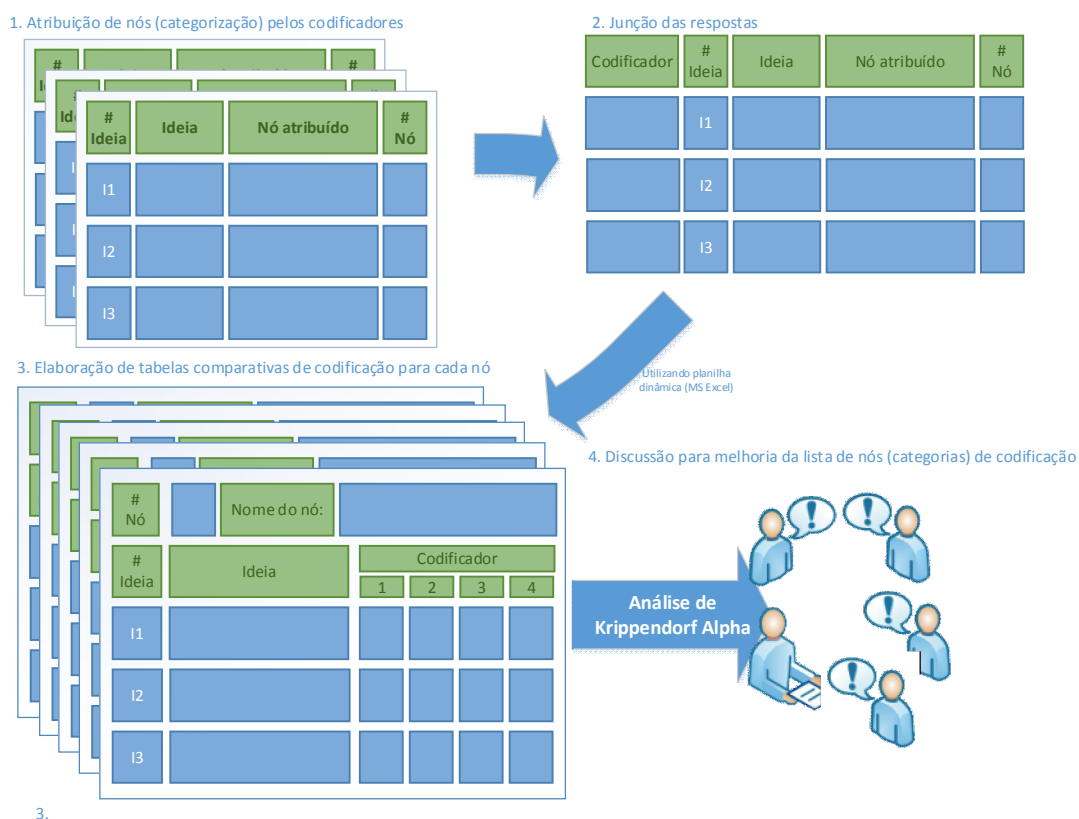 1. Atribuição de nós (categorização) pelos codificadores
#
#
#
Id
#
Ideia
Ideia
Nó atribuído
#
Nó
I1
I2
I3
2. Junção das respostas
Codificador
#
Ideia
Ideia
Nó atribuído
#
Nó
I1
I2
I3
Utilizando planilha
dinâmica (MS Excel)
3. Elaboração de tabelas comparativas de codificação para cada nó
#
Nó
Nome do nó:
#
Ideia
Ideia
Codificador
1 2 3 4
I1
I2
I3
Análise de
Krippendorf Alpha
4. Discussão para melhoria da lista de nós (categorias) de codificação
3.